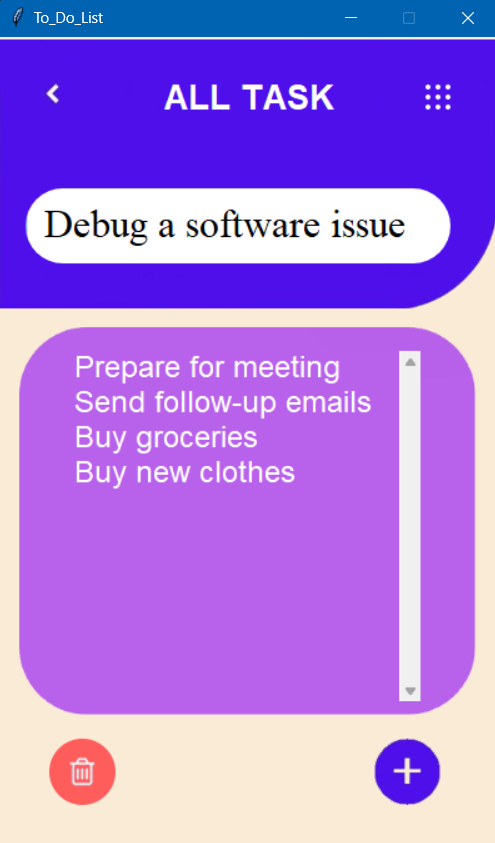 To_Do_List
ALL TASK
Debug a software issue
Prepare for meeting
Send follow-up emails
Buy groceries
Buy new clothes